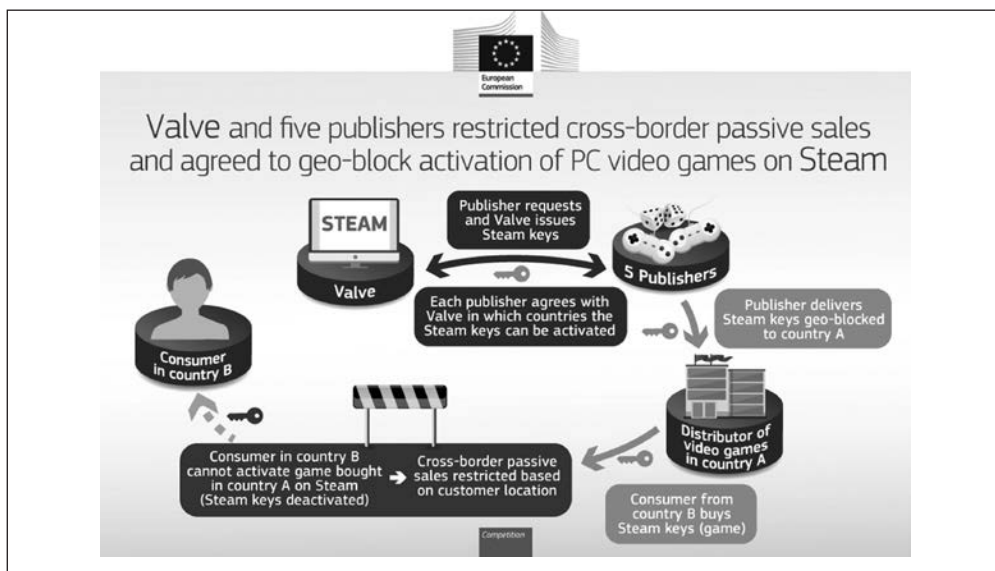 European
Commission
Valve and five publishers restricted cross-border passive sales
and agreed to geo-block activation of PC video games on Steam
STEAM
Valve
Publisher requests
and Valve issues
Steam keys
5 Publishers
Each publisher agrees with
Valve in which countries the
Steam keys can be activated
Publisher delivers
Steam keys geo-blocked
to country A
Consumer
in country B
Distributor of
video games
in country A
Consumer in country B
cannot activate game bought
in country A on Steam
(Steam keys deactivated)
Cross-border passive
sales restricted based
on customer location
Consumer from
country B buys
Steam keys (game)
Competition